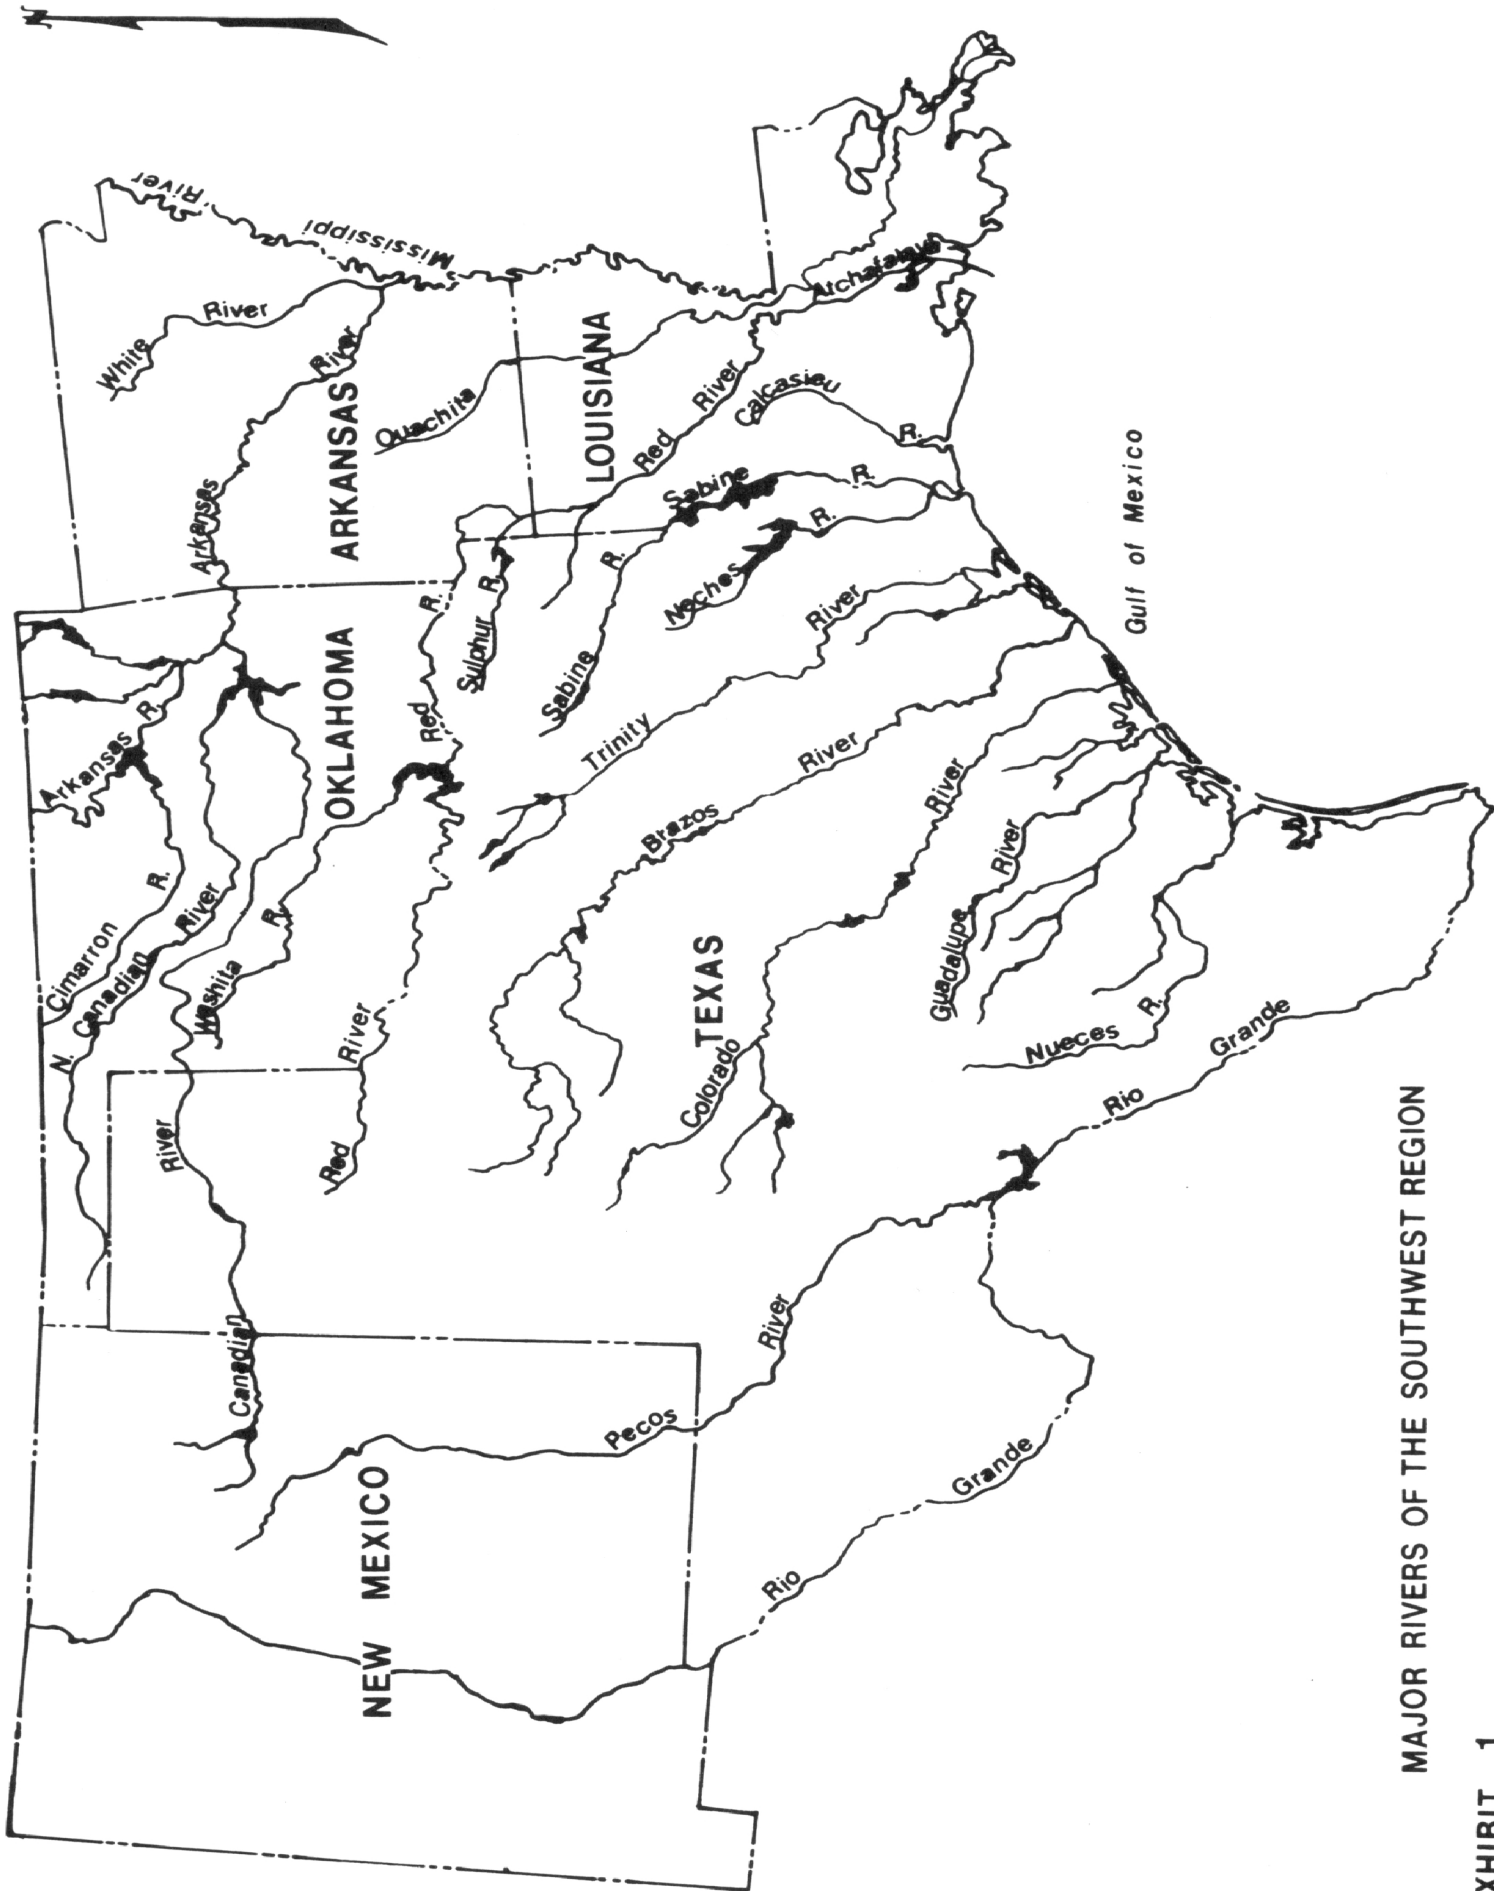 N
Mississippi
River
White
River
Arkansas
River
ARKANSAS
Ouachita
LOUISIANA
Red
River
Atchafalaya
Calcasieu
R.
Sabine
R.
Neches
R.
Sabine
R.
Sulphur
R.
Red
R.
OKLAHOMA
Arkansas
R.
Cimarron
R.
N. Canadian
River
Washita
R.
Canadian
River
Red
River
Trinity
River
Brazos
River
TEXAS
Colorado
River
Guadalupe
River
Nueces
R.
Rio
Grande
Pecos
River
Rio
Grande
NEW MEXICO
Gulf of Mexico
MAJOR RIVERS OF THE SOUTHWEST REGION
XHIBIT 1